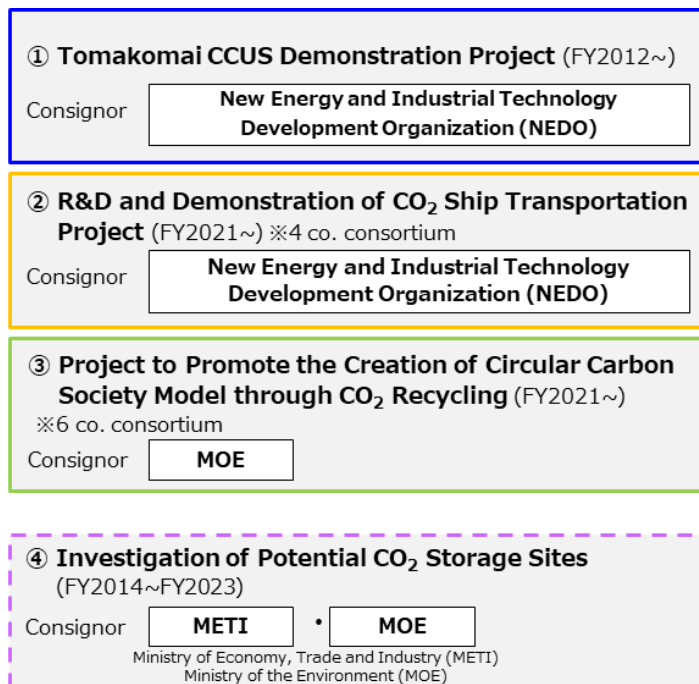 ① Tomakomai CCUS Demonstration Project (FY2012~)
Consignor
New Energy and Industrial Technology
Development Organization (NEDO)
② R&D and Demonstration of CO₂ Ship Transportation
Project (FY2021~) ※4 co. consortium
Consignor
New Energy and Industrial Technology
Development Organization (NEDO)
③ Project to Promote the Creation of Circular Carbon
Society Model through CO₂ Recycling (FY2021~)
※6 co. consortium
Consignor MOE
④ Investigation of Potential CO₂ Storage Sites
(FY2014~FY2023)
Consignor METI ・ MOE
Ministry of Economy, Trade and Industry (METI)
Ministry of the Environment (MOE)